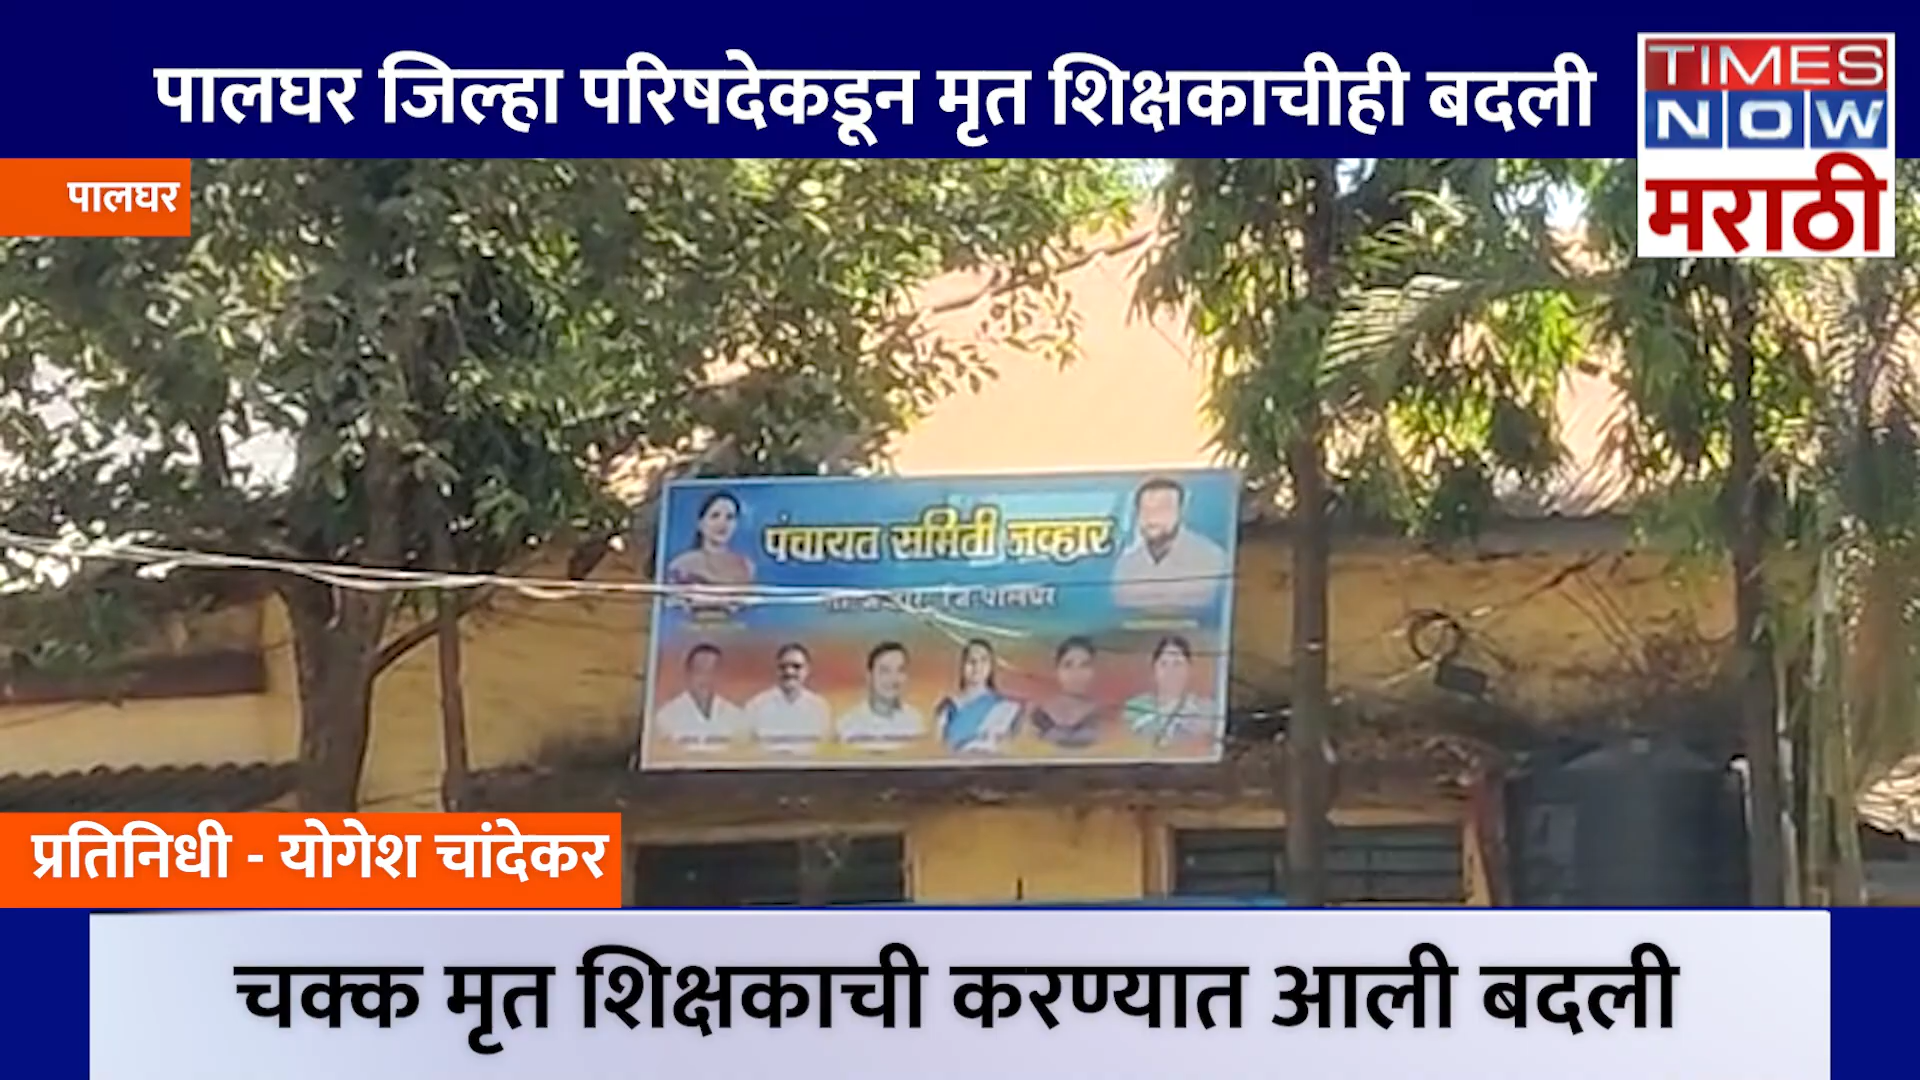 पालघर जिल्हा परिषदेकडून मृत शिक्षकाचीही बदली
TIMES
NOW
मराठी
पालघर
पंचायत समिती जव्हार
पालघर
प्रतिनिधी - योगेश चांदेकर
चक्क मृत शिक्षकाची करण्यात आली बदली